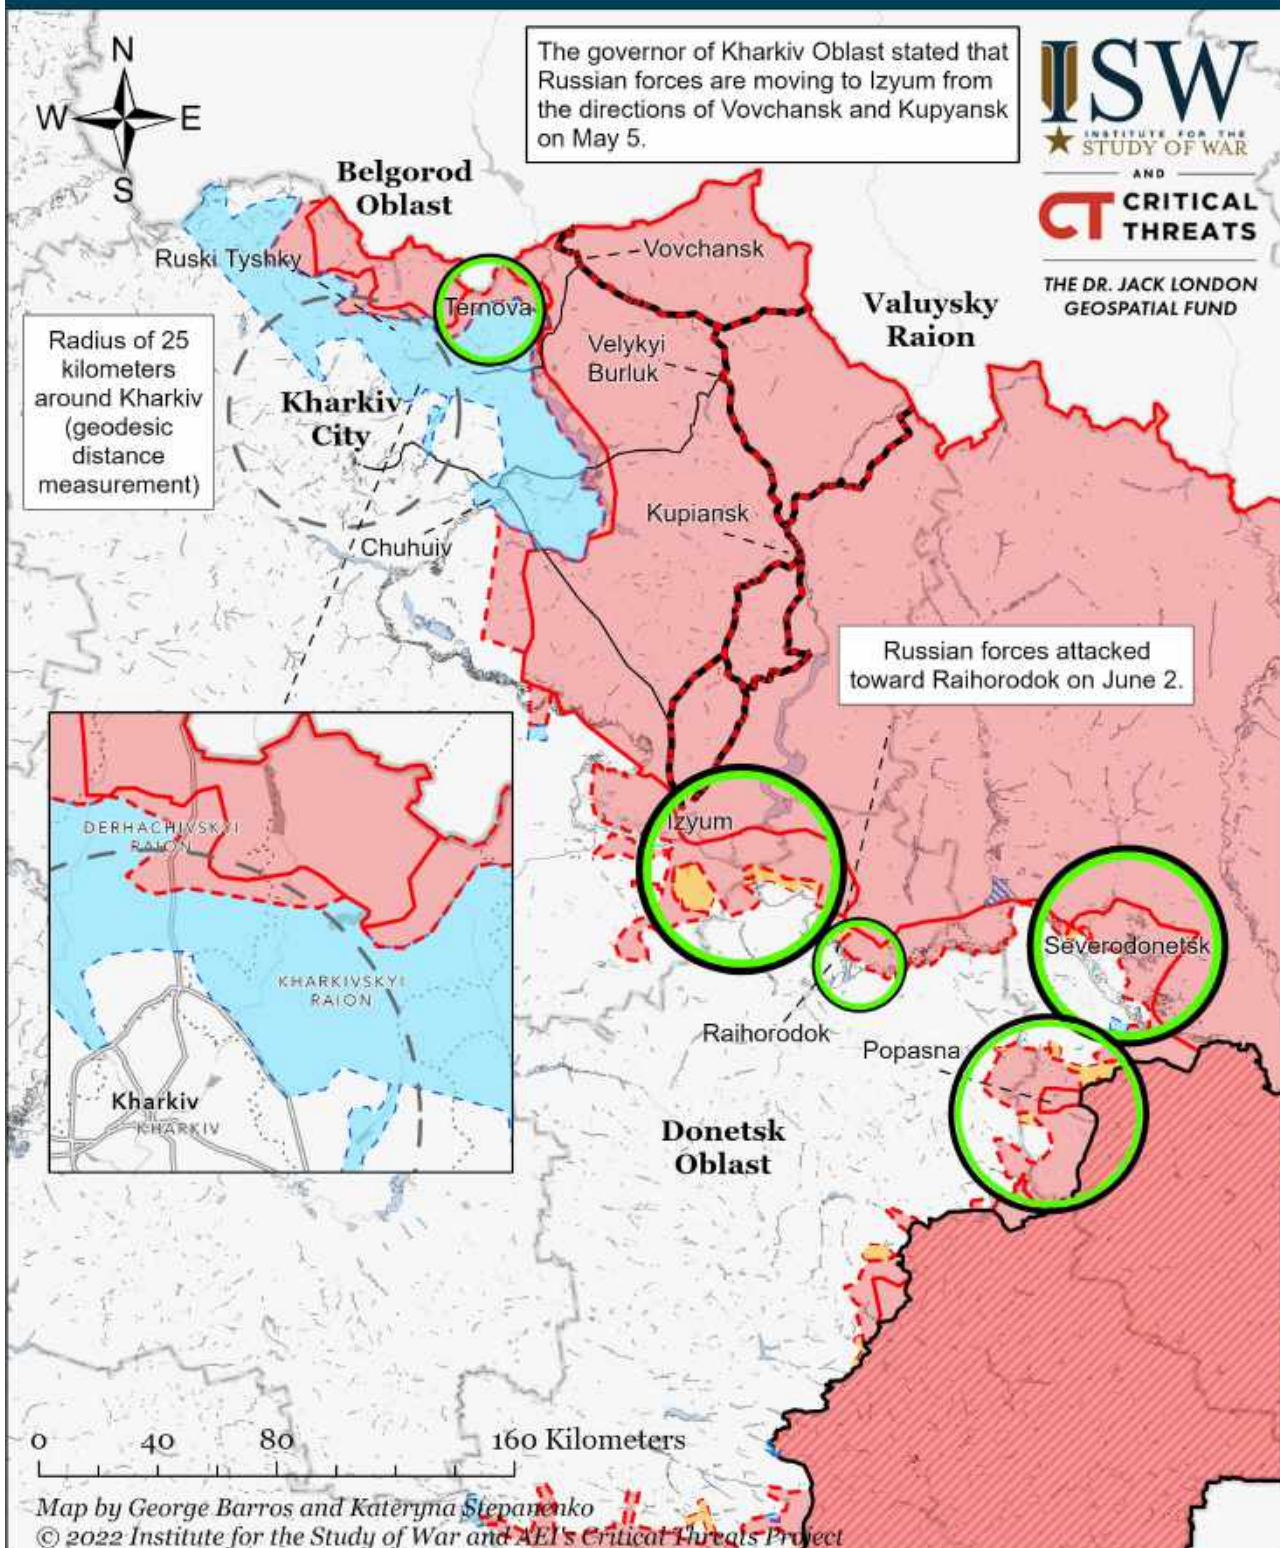 The governor of Kharkiv Oblast stated that
Russian forces are moving to Izyum from
the directions of Vovchansk and Kupyansk
on May 5.
ISW
INSTITUTE FOR THE
STUDY OF WAR
AND
CT CRITICAL
THREATS
THE DR. JACK LONDON
GEOSPATIAL FUND
N
W E
S
Belgorod
Oblast
Ruski Tyshky
Ternova
Vovchansk
Valuysky
Raion
Velykyi
Burluk
Radius of 25
kilometers
around Kharkiv
(geodesic
distance
measurement)
Kharkiv
City
Kupiansk
Chuhuiv
Russian forces attacked
toward Raihorodok on June 2.
DERHACHIVSKYI
RAION
KHARKIVSKYI
RAION
Kharkiv
KHARKIV
Izyum
Severodonetsk
Raihorodok
Popasna
Donetsk
Oblast
0 40 80 160 Kilometers
Map by George Barros and Kateryna Stepanenko
© 2022 Institute for the Study of War and AEI's Critical Threats Project